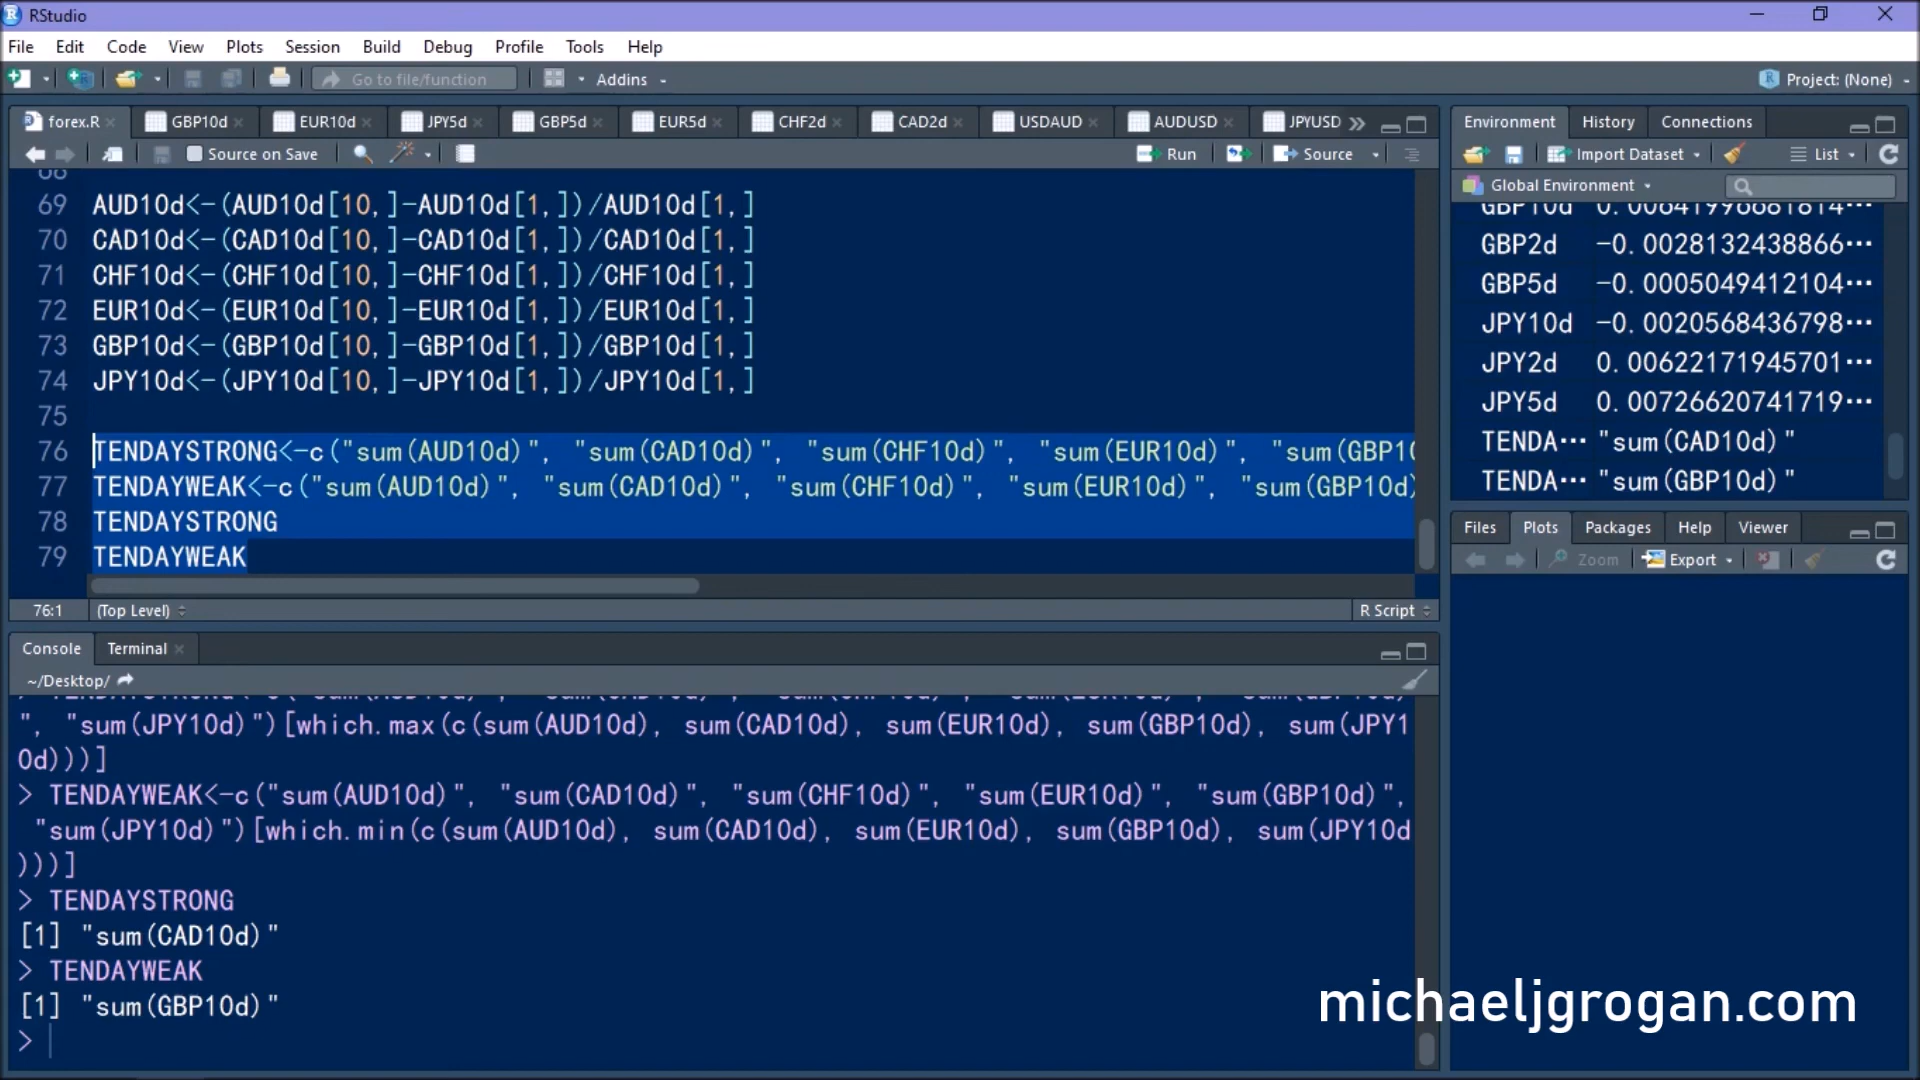 RStudio
File Edit Code View Plots Session Build Debug Profile Tools Help
Go to file/function Addins Project: (None)
forex.R GBP10d EUR10d JPY5d GBP5d EUR5d CHF2d CAD2d USDAUD AUDUSD JPYUSD
Source on Save Run Source
69 AUD10d<-(AUD10d[10,]-AUD10d[1,])/AUD10d[1,]
70 CAD10d<-(CAD10d[10,]-CAD10d[1,])/CAD10d[1,]
71 CHF10d<-(CHF10d[10,]-CHF10d[1,])/CHF10d[1,]
72 EUR10d<-(EUR10d[10,]-EUR10d[1,])/EUR10d[1,]
73 GBP10d<-(GBP10d[10,]-GBP10d[1,])/GBP10d[1,]
74 JPY10d<-(JPY10d[10,]-JPY10d[1,])/JPY10d[1,]
75
76 TENDAYSTRONG<-c("sum(AUD10d)", "sum(CAD10d)", "sum(CHF10d)", "sum(EUR10d)", "sum(GBP10
77 TENDAYWEAK<-c("sum(AUD10d)", "sum(CAD10d)", "sum(CHF10d)", "sum(EUR10d)", "sum(GBP10d)
78 TENDAYSTRONG
79 TENDAYWEAK
76:1 (Top Level) R Script
Console Terminal
~/Desktop/
", "sum(JPY10d)")[which.max(c(sum(AUD10d), sum(CAD10d), sum(EUR10d), sum(GBP10d), sum(JPY1
0d)))]
> TENDAYWEAK<-c("sum(AUD10d)", "sum(CAD10d)", "sum(CHF10d)", "sum(EUR10d)", "sum(GBP10d)",
"sum(JPY10d)")[which.min(c(sum(AUD10d), sum(CAD10d), sum(EUR10d), sum(GBP10d), sum(JPY10d
)))]
> TENDAYSTRONG
[1] "sum(CAD10d)"
> TENDAYWEAK
[1] "sum(GBP10d)"
>
Environment History Connections
Import Dataset List
Global Environment
GBP2d -0.0028132438866…
GBP5d -0.0005049412104…
JPY10d -0.0020568436798…
JPY2d 0.00622171945701…
JPY5d 0.00726620741719…
TENDA… "sum(CAD10d)"
TENDA… "sum(GBP10d)"
Files Plots Packages Help Viewer
Zoom Export
michaeljgrogan.com